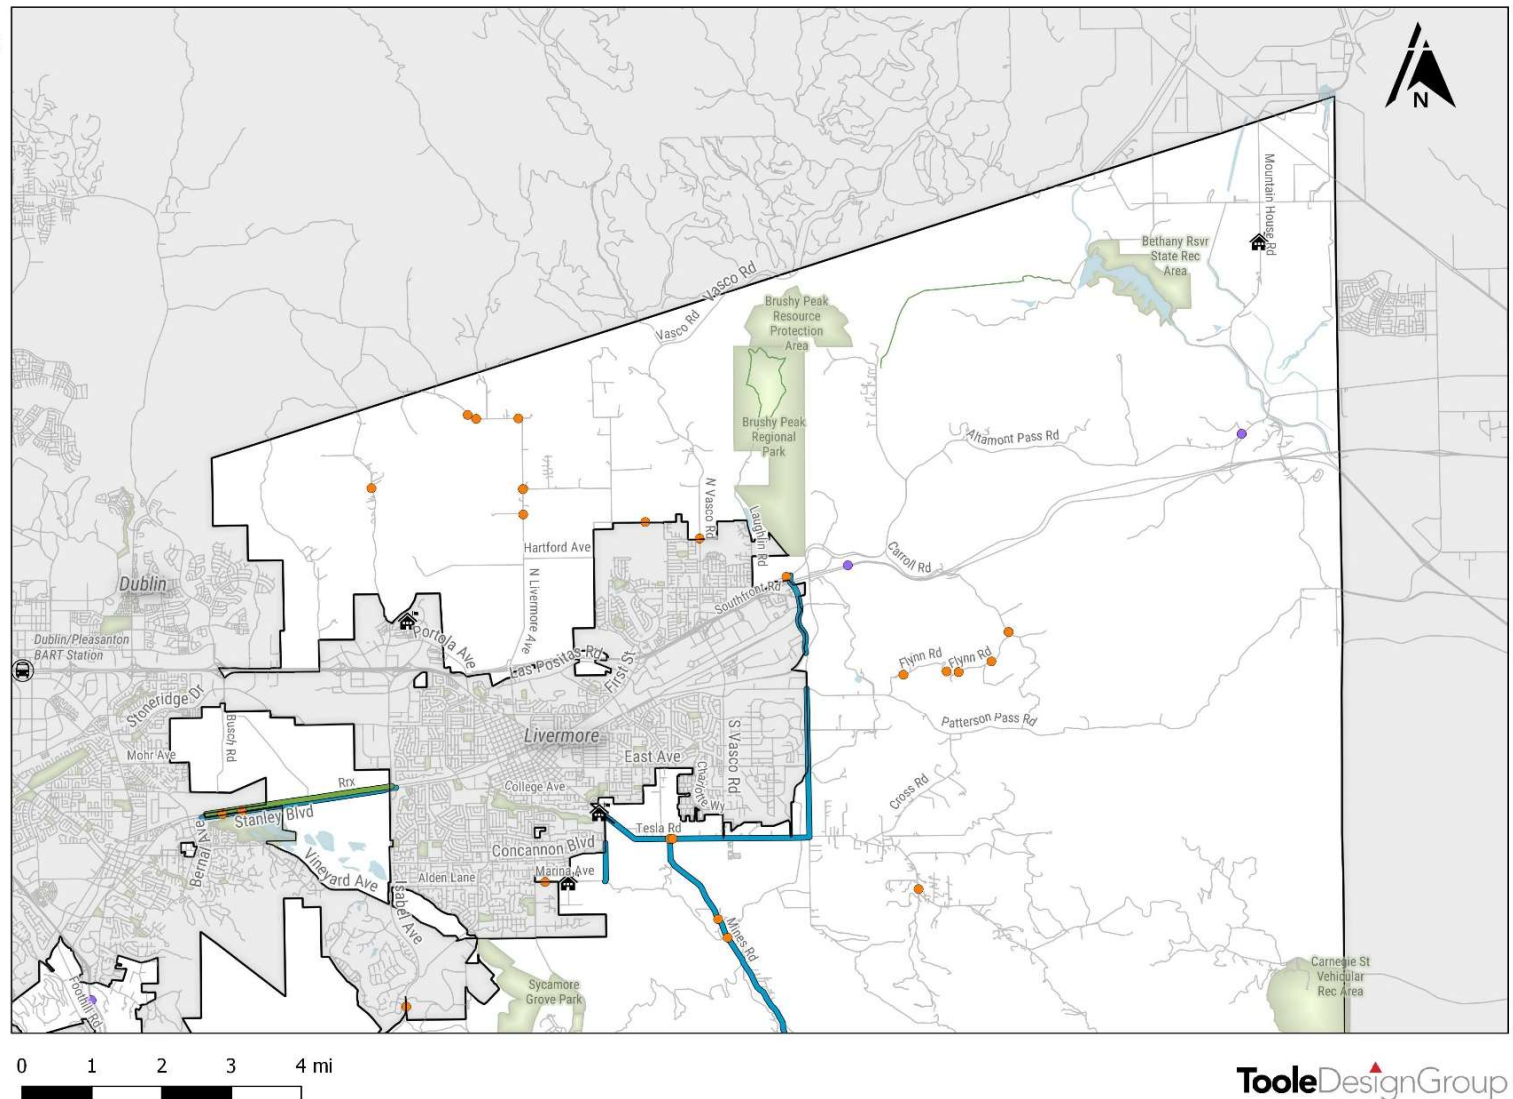 N
Mountain House Rd
Bethany Rsvr
State Rec
Area
Vasco Rd
Vasco Rd
Brushy Peak
Resource
Protection
Area
Brushy Peak
Regional
Park
Altamont Pass Rd
N Vasco Rd
Laughlin Rd
Hartford Ave
Carroll Rd
Dublin
N Livermore Ave
Southfront Rd
Dublin/Pleasanton
BART Station
Portola Ave
Las Positas Rd
First St
Flynn Rd
Flynn Rd
Stoneridge Dr
Busch Rd
Patterson Pass Rd
Livermore
S Vasco Rd
Mohr Ave
East Ave
Rrx
College Ave
Charlotte Wy
Cross Rd
Stanley Blvd
Tesla Rd
Bernal Ave
Concannon Blvd
Vineyard Ave
Alden Lane
Marina Ave
Isabel Ave
Mines Rd
Foothill Rd
Sycamore
Grove Park
Carnegie St
Vehicular
Rec Area
0 1 2 3 4 mi
TooleDesignGroup